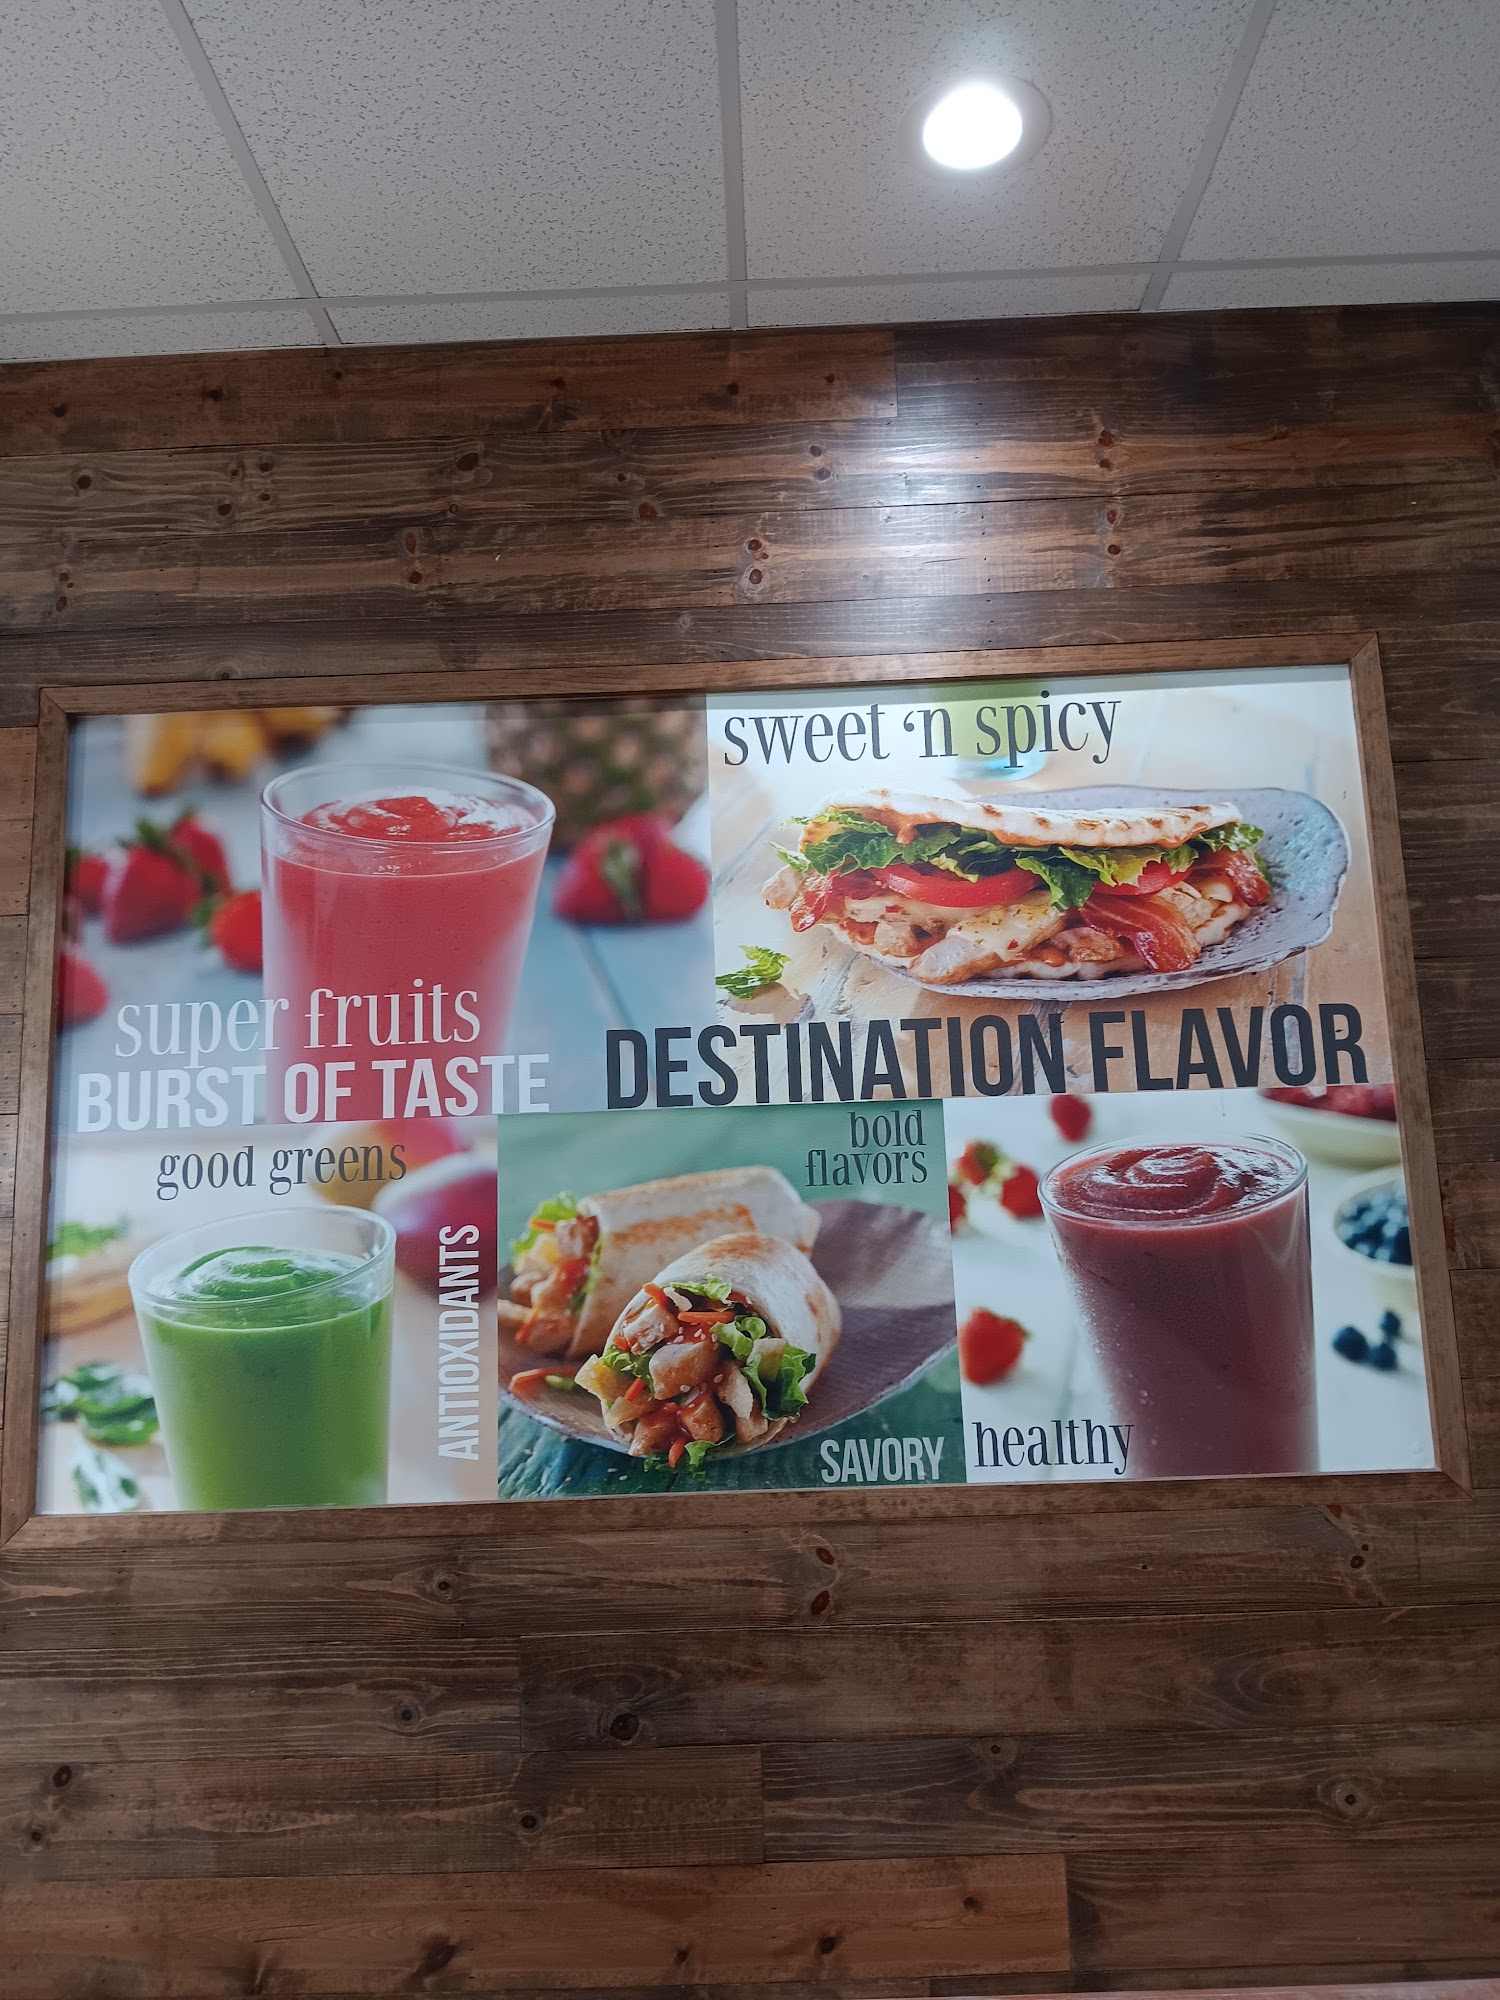 sweet ‘n spicy
super fruits
BURST OF TASTE
DESTINATION FLAVOR
good greens
ANTIOXIDANTS
bold
flavors
SAVORY
healthy